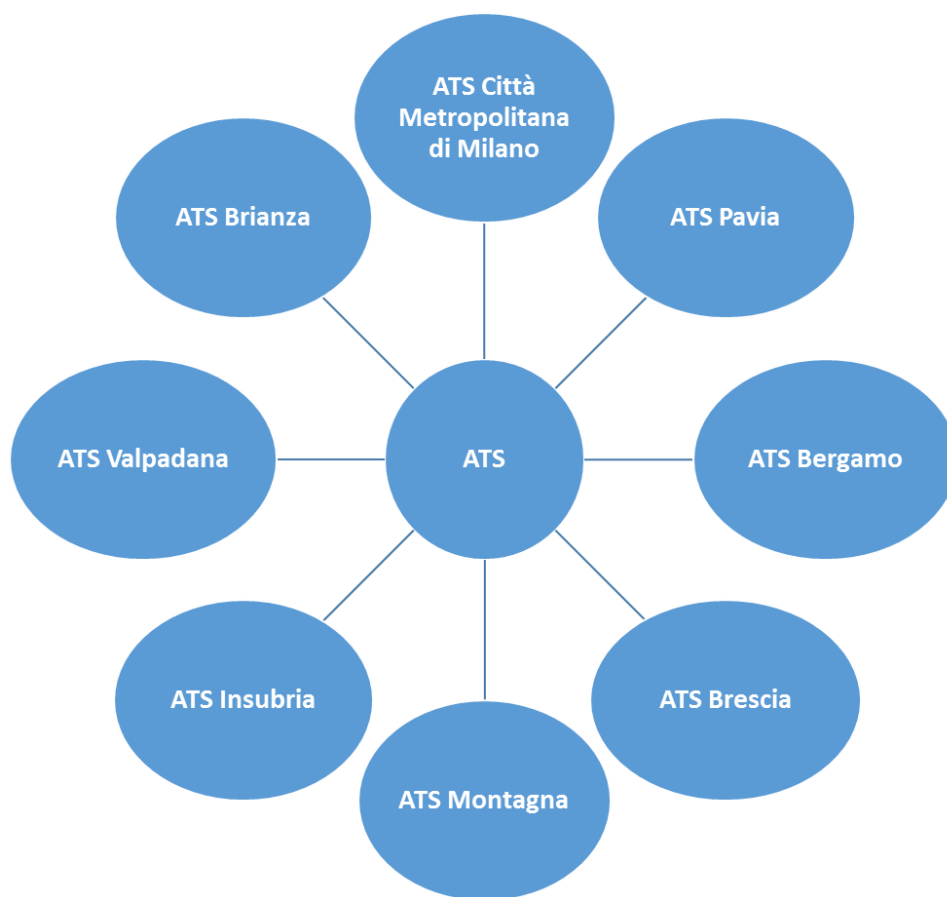 ATS Città
Metropolitana
di Milano
ATS Brianza
ATS Pavia
ATS Valpadana
ATS
ATS Bergamo
ATS Insubria
ATS Brescia
ATS Montagna